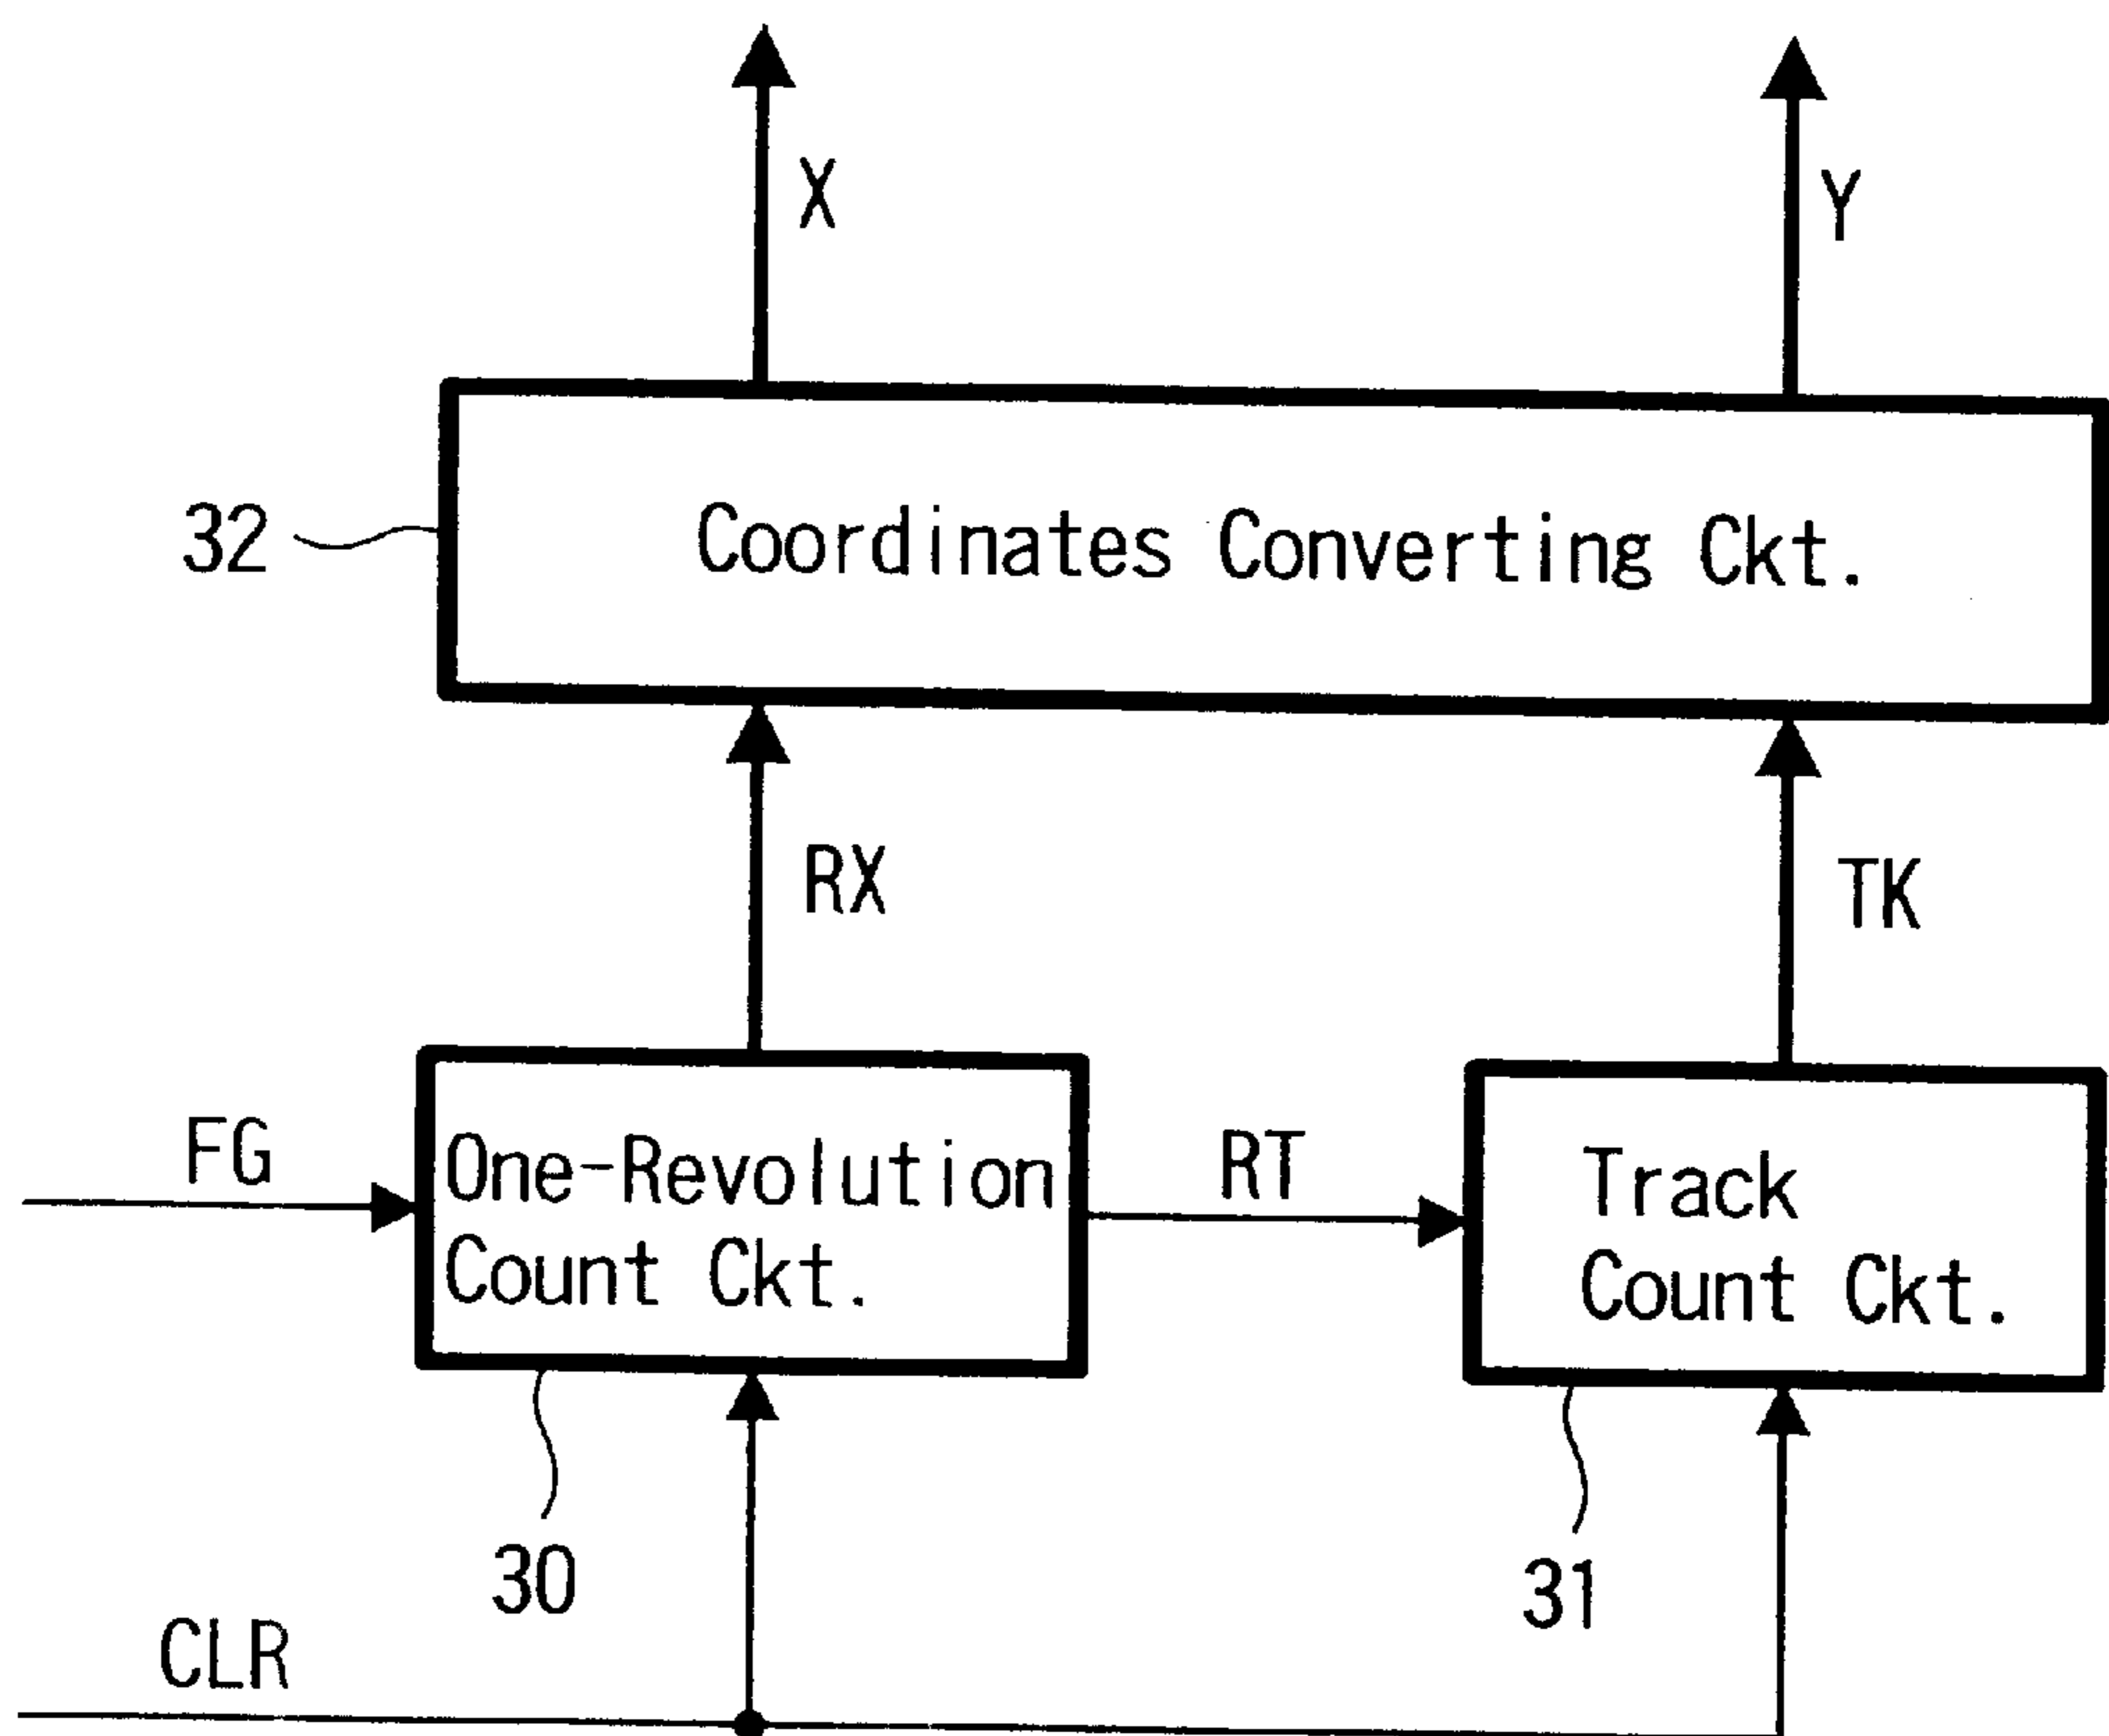 X
Y
32
Coordinates Converting Ckt.
RX
TK
FG
One-Revolution
Count Ckt.
RT
Track
Count Ckt.
30
31
CLR